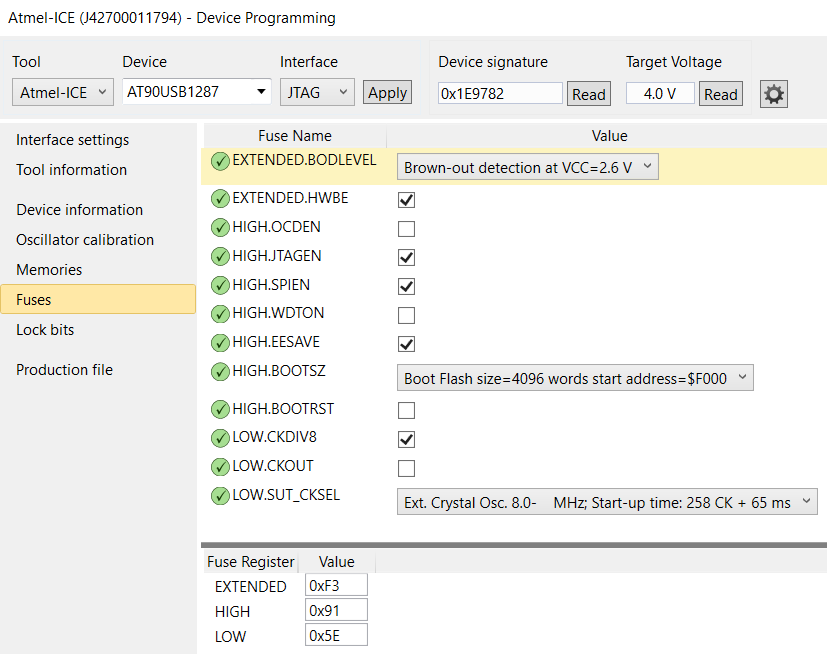 Atmel-ICE (J42700011794) - Device Programming
Tool Device Interface Device signature Target Voltage
Atmel-ICE AT90USB1287 JTAG Apply 0x1E9782 Read 4.0 V Read
Interface settings
Tool information
Device information
Oscillator calibration
Memories
Fuses
Lock bits
Production file
Fuse Name Value
EXTENDED.BODLEVEL Brown-out detection at VCC=2.6 V
EXTENDED.HWBE
HIGH.OCDEN
HIGH.JTAGEN
HIGH.SPIEN
HIGH.WDTON
HIGH.EESAVE
HIGH.BOOTSZ Boot Flash size=4096 words start address=$F000
HIGH.BOOTRST
LOW.CKDIV8
LOW.CKOUT
LOW.SUT_CKSEL Ext. Crystal Osc. 8.0- MHz; Start-up time: 258 CK + 65 ms
Fuse Register Value
EXTENDED 0xF3
HIGH 0x91
LOW 0x5E